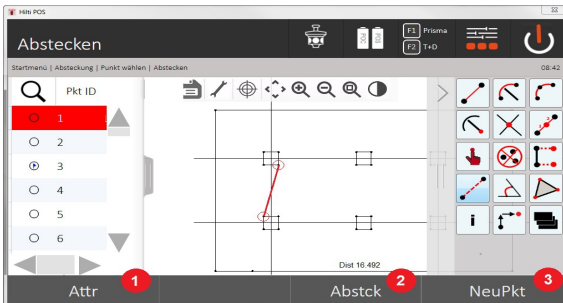 Hilti POS
Abstecken
F1 Prisma
F2 T+D
Startmenü | Absteckung | Punkt wählen | Abstecken
08:42
Pkt ID
1
2
3
4
5
6
Dist 16.492
i
Attr
1
Abstck
2
NeuPkt
3